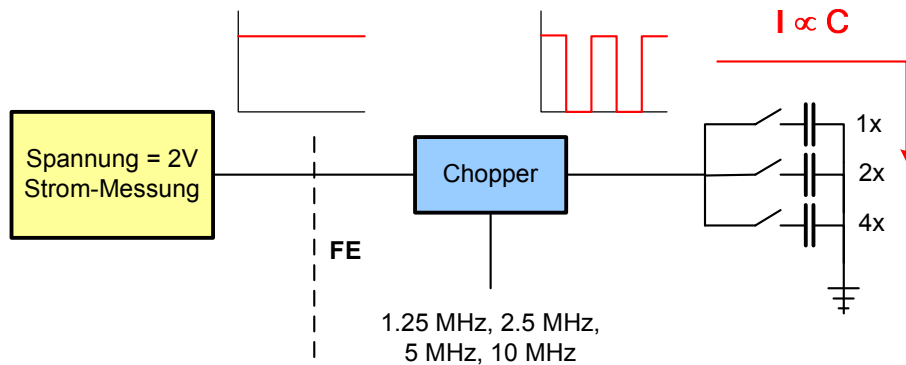 I ∝ C
Spannung = 2V
Strom-Messung
Chopper
1x
2x
4x
FE
1.25 MHz, 2.5 MHz,
5 MHz, 10 MHz